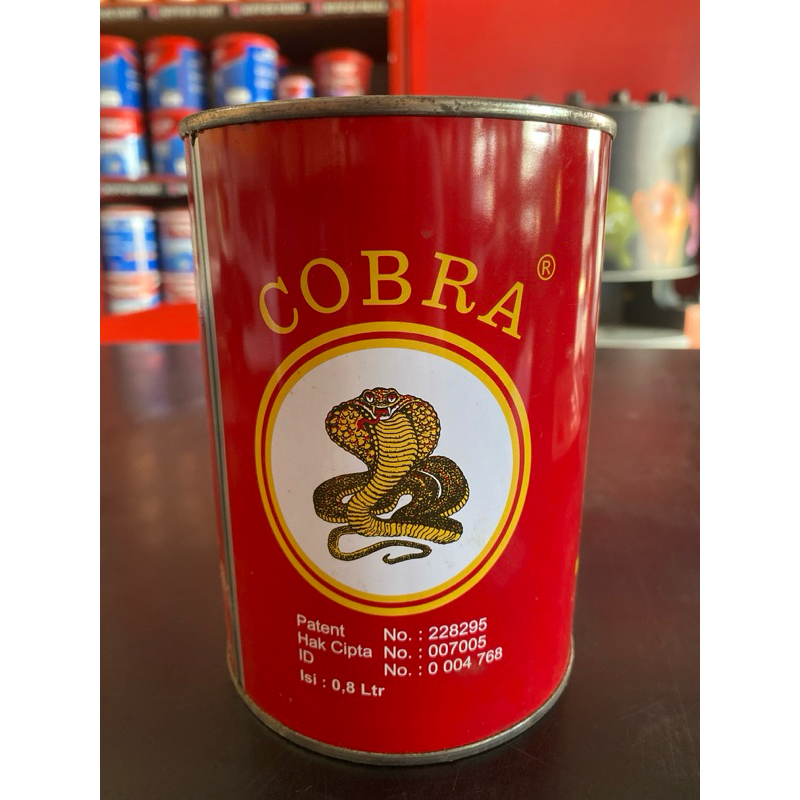 COBRA ®
Patent No. : 228295
Hak Cipta No. : 007005
ID No. : 0 004 768
Isi : 0,8 Ltr